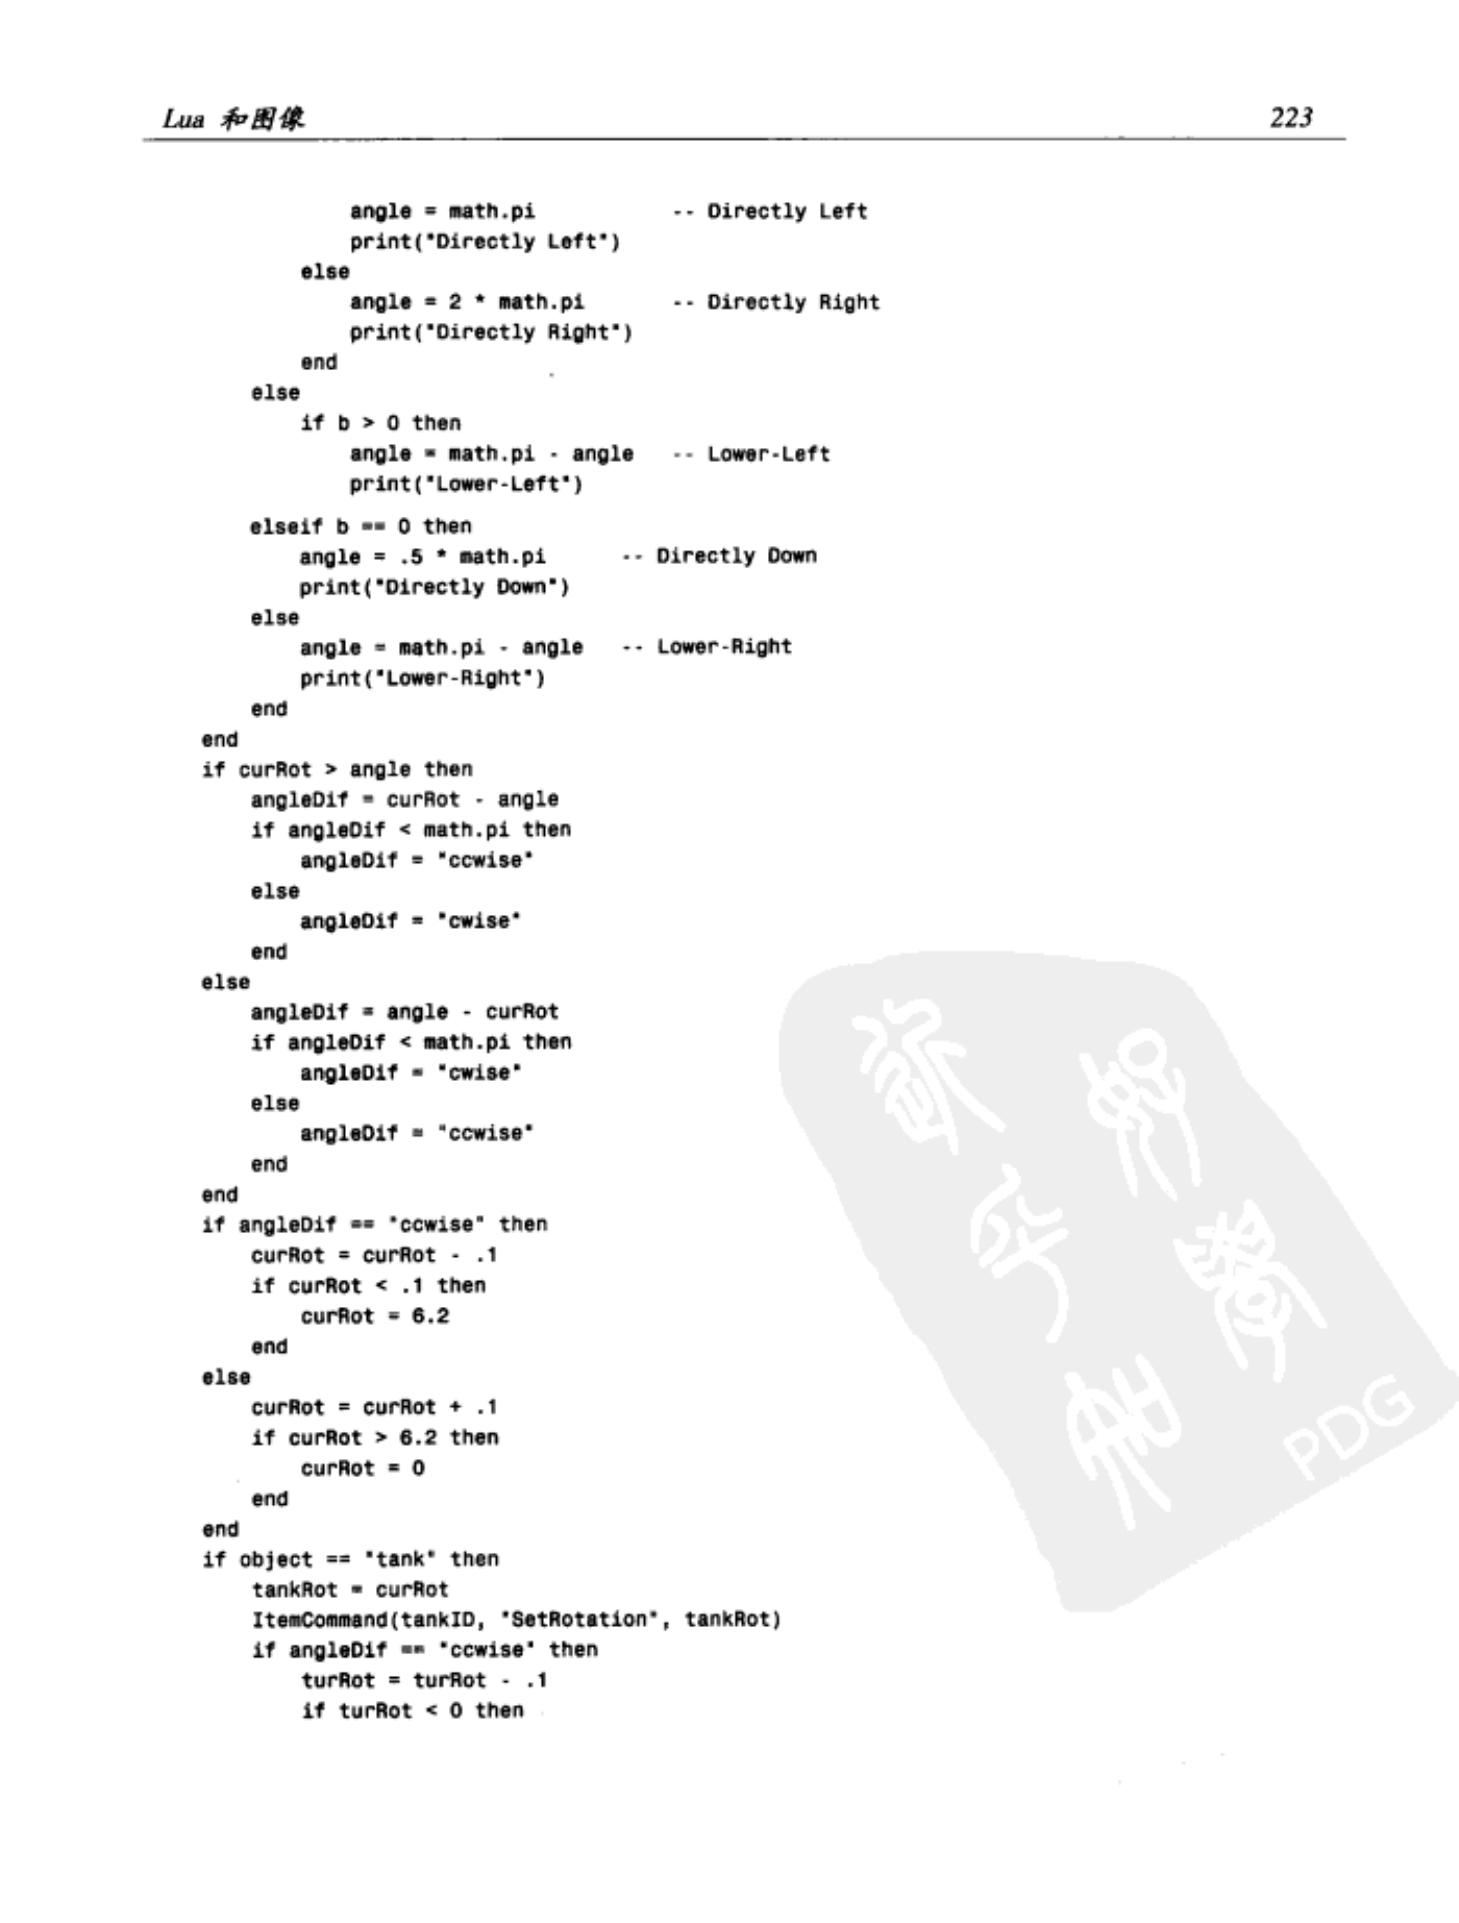 Lua 和图像 223
angle = math.pi -- Directly Left
print("Directly Left")
else
angle = 2 * math.pi -- Directly Right
print("Directly Right")
end
else
if b > 0 then
angle = math.pi - angle -- Lower-Left
print("Lower-Left")
elseif b == 0 then
angle = .5 * math.pi -- Directly Down
print("Directly Down")
else
angle = math.pi - angle -- Lower-Right
print("Lower-Right")
end
end
if curRot > angle then
angleDif = curRot - angle
if angleDif < math.pi then
angleDif = "ccwise"
else
angleDif = "cwise"
end
else
angleDif = angle - curRot
if angleDif < math.pi then
angleDif = "cwise"
else
angleDif = "ccwise"
end
end
if angleDif == "ccwise" then
curRot = curRot - .1
if curRot < .1 then
curRot = 6.2
end
else
curRot = curRot + .1
if curRot > 6.2 then
curRot = 0
end
end
if object == "tank" then
tankRot = curRot
ItemCommand(tankID, "SetRotation", tankRot)
if angleDif == "ccwise" then
turRot = turRot - .1
if turRot < 0 then
PDG